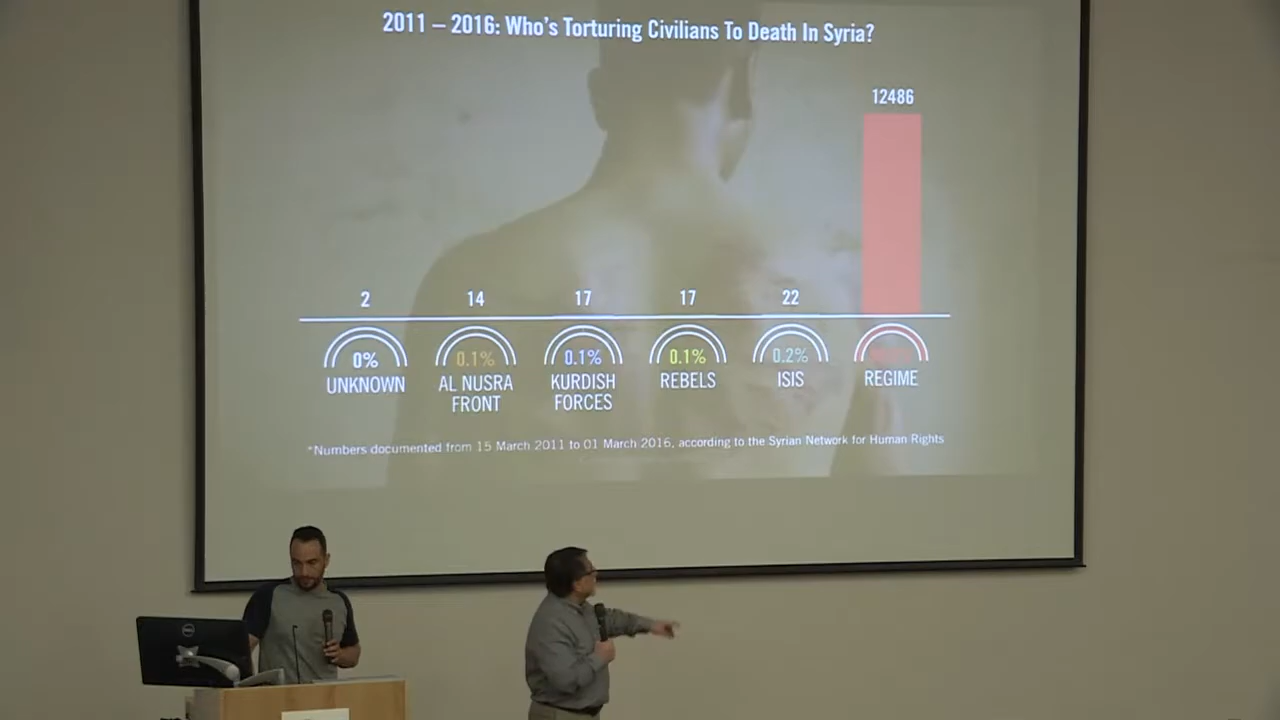 2011 – 2016: Who's Torturing Civilians To Death In Syria?
12486
2
14
17
17
22
0%
0.1%
0.1%
0.1%
0.2%
UNKNOWN
AL NUSRA
FRONT
KURDISH
FORCES
REBELS
ISIS
REGIME
*Numbers documented from 15 March 2011 to 01 March 2016, according to the Syrian Network for Human Rights
DELL